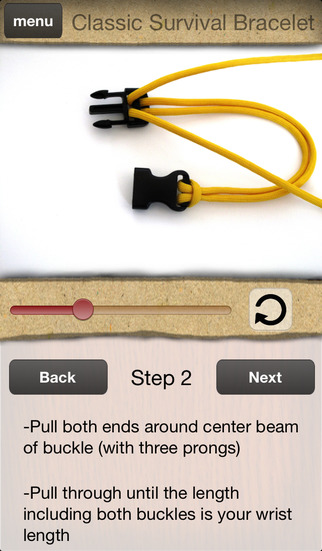 menu
Classic Survival Bracelet
Back
Step 2
Next
-Pull both ends around center beam
of buckle (with three prongs)
-Pull through until the length
including both buckles is your wrist
length